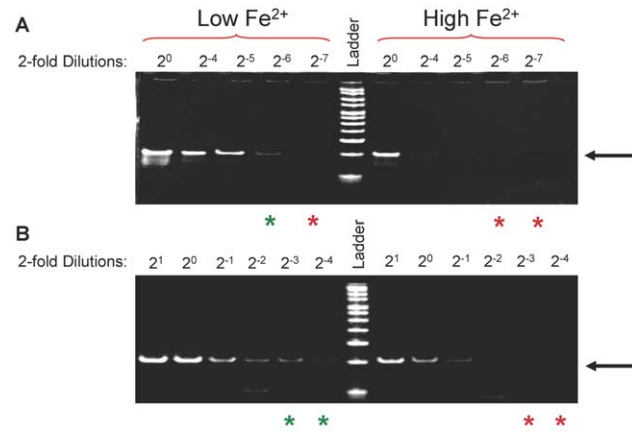 A
Low Fe²⁺ Ladder High Fe²⁺
2-fold Dilutions: 2⁰ 2⁻⁴ 2⁻⁵ 2⁻⁶ 2⁻⁷ 2⁰ 2⁻⁴ 2⁻⁵ 2⁻⁶ 2⁻⁷
* * * *
B
Ladder
2-fold Dilutions: 2¹ 2⁰ 2⁻¹ 2⁻² 2⁻³ 2⁻⁴ 2¹ 2⁰ 2⁻¹ 2⁻² 2⁻³ 2⁻⁴
* * * *